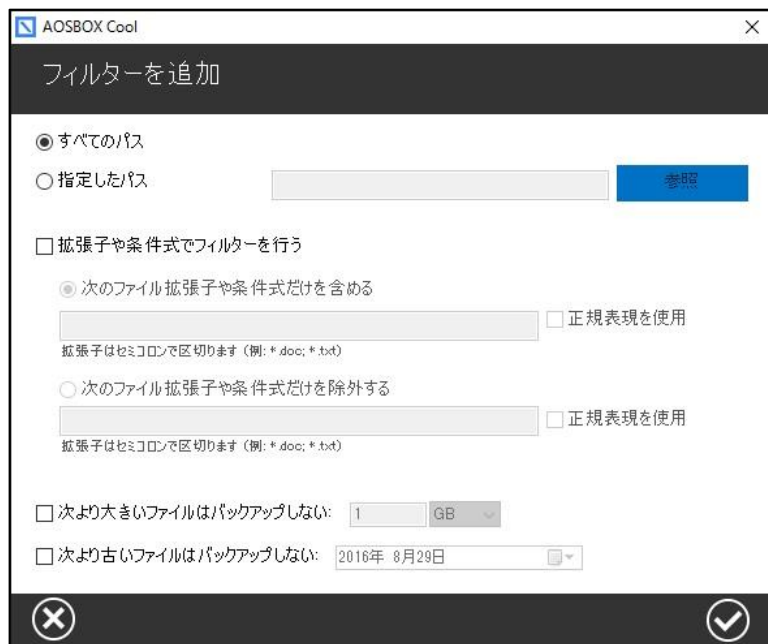 AOSBOX Cool
フィルターを追加
すべてのパス
指定したパス
参照
拡張子や条件式でフィルターを行う
次のファイル拡張子や条件式だけを含める
正規表現を使用
拡張子はセミコロンで区切ります (例: *.doc; *.txt)
次のファイル拡張子や条件式だけを除外する
正規表現を使用
拡張子はセミコロンで区切ります (例: *.doc; *.txt)
次より大きいファイルはバックアップしない: 1 GB
次より古いファイルはバックアップしない: 2016年 8月29日